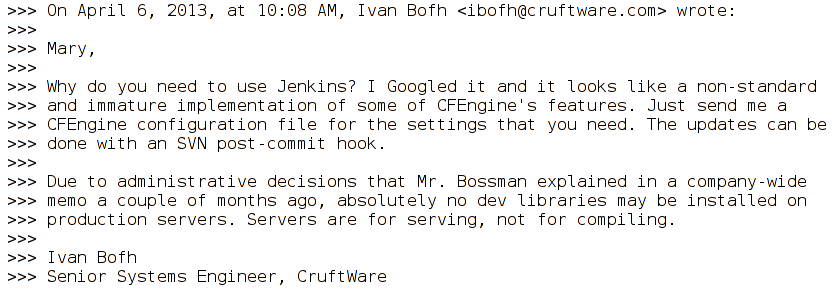 >>> On April 6, 2013, at 10:08 AM, Ivan Bofh <ibofh@cruftware.com> wrote:
>>>
>>> Mary,
>>>
>>> Why do you need to use Jenkins? I Googled it and it looks like a non-standard
>>> and immature implementation of some of CFEngine's features. Just send me a
>>> CFEngine configuration file for the settings that you need. The updates can be
>>> done with an SVN post-commit hook.
>>>
>>> Due to administrative decisions that Mr. Bossman explained in a company-wide
>>> memo a couple of months ago, absolutely no dev libraries may be installed on
>>> production servers. Servers are for serving, not for compiling.
>>>
>>> Ivan Bofh
>>> Senior Systems Engineer, CruftWare